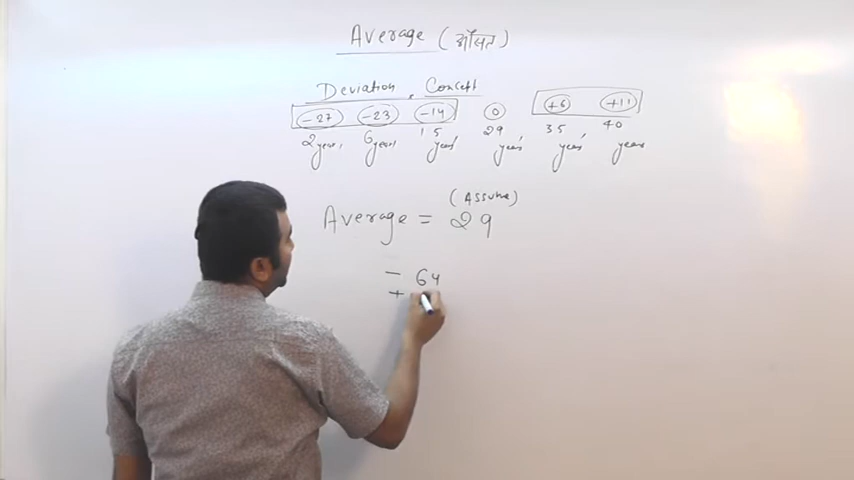 Average (औसत)
Deviation Concept
-27 -23 -14 0 +6 +11
2 6 15 29 35 40
years years years years years years
(Assume)
Average = 29
- 64
+